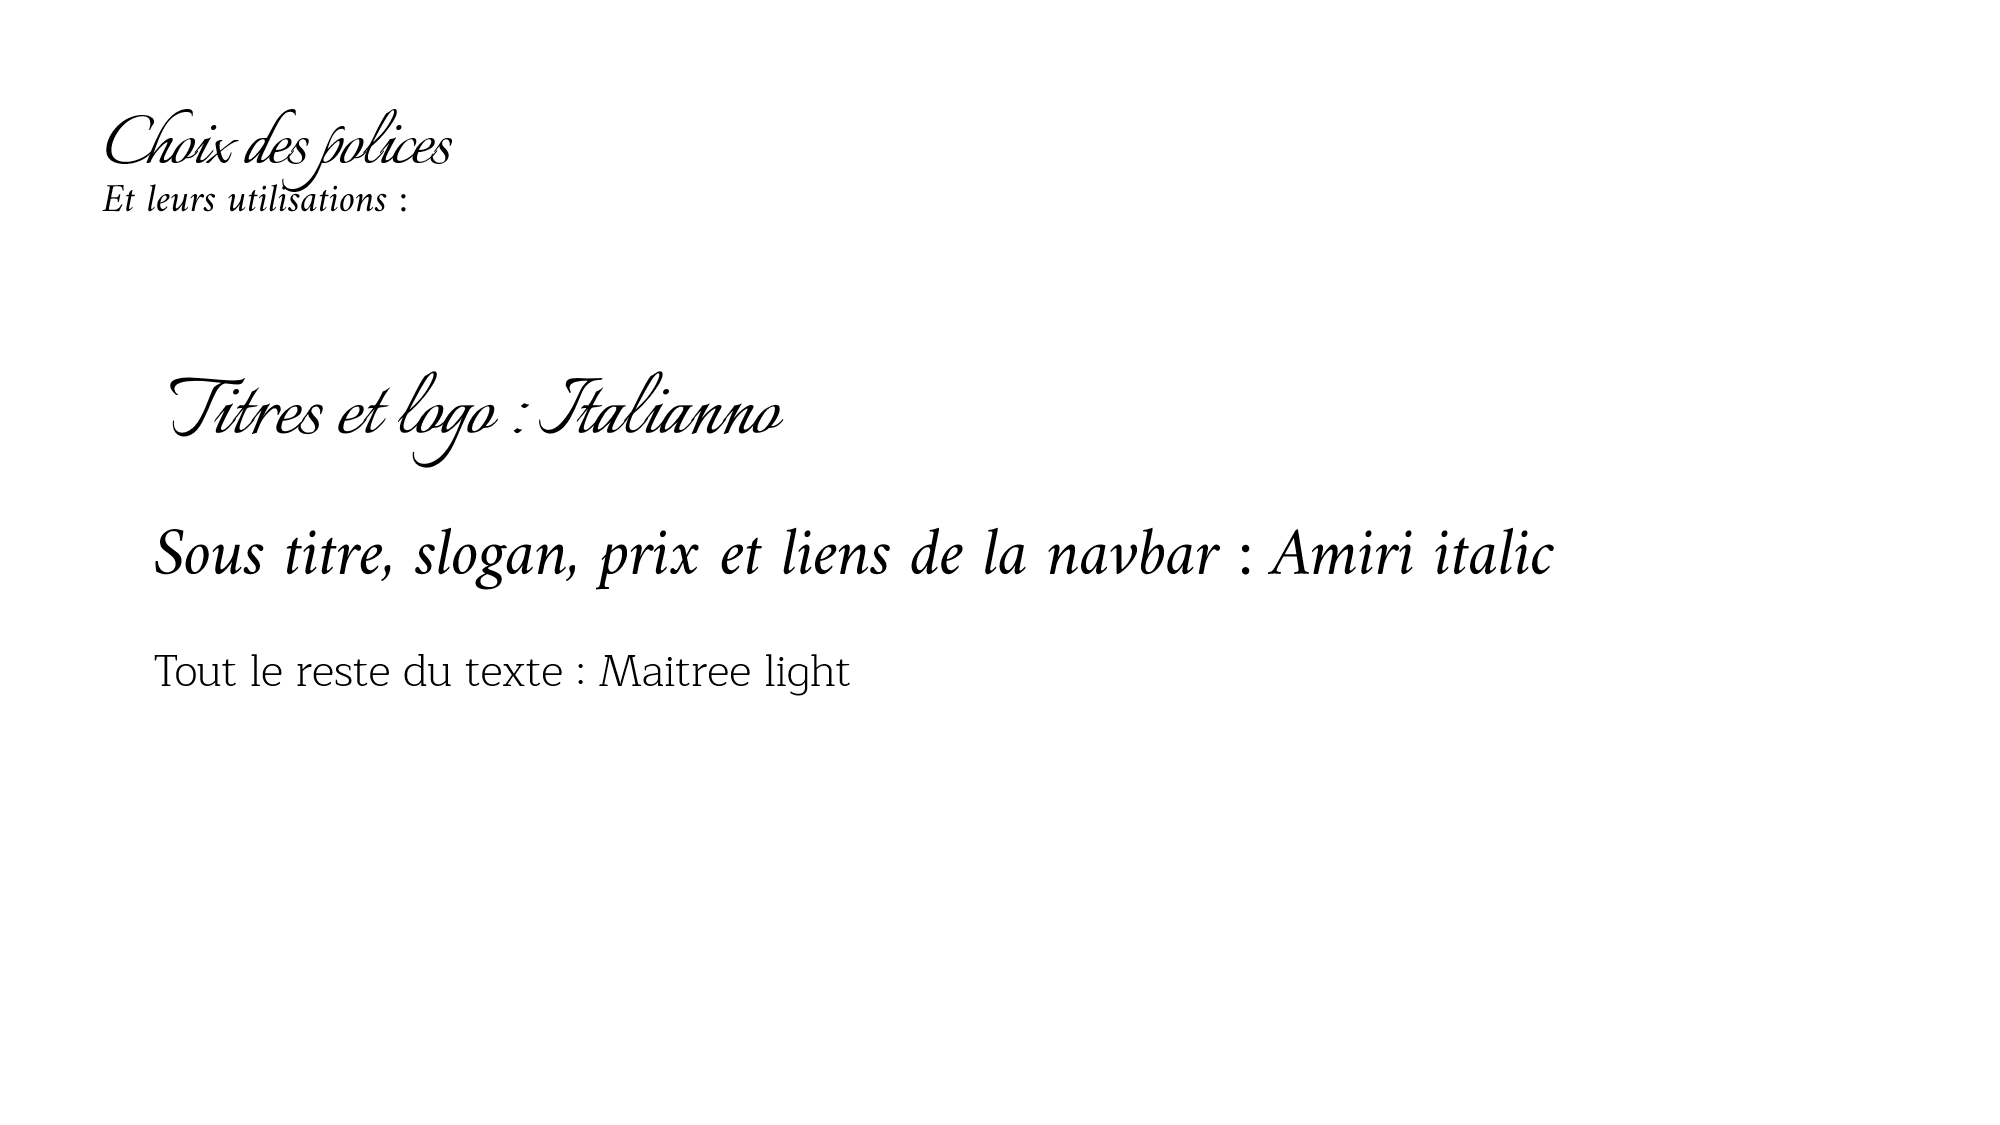 Choix des polices
Et leurs utilisations :
Titres et logo : Italianno
Sous titre, slogan, prix et liens de la navbar : Amiri italic
Tout le reste du texte : Maitree light